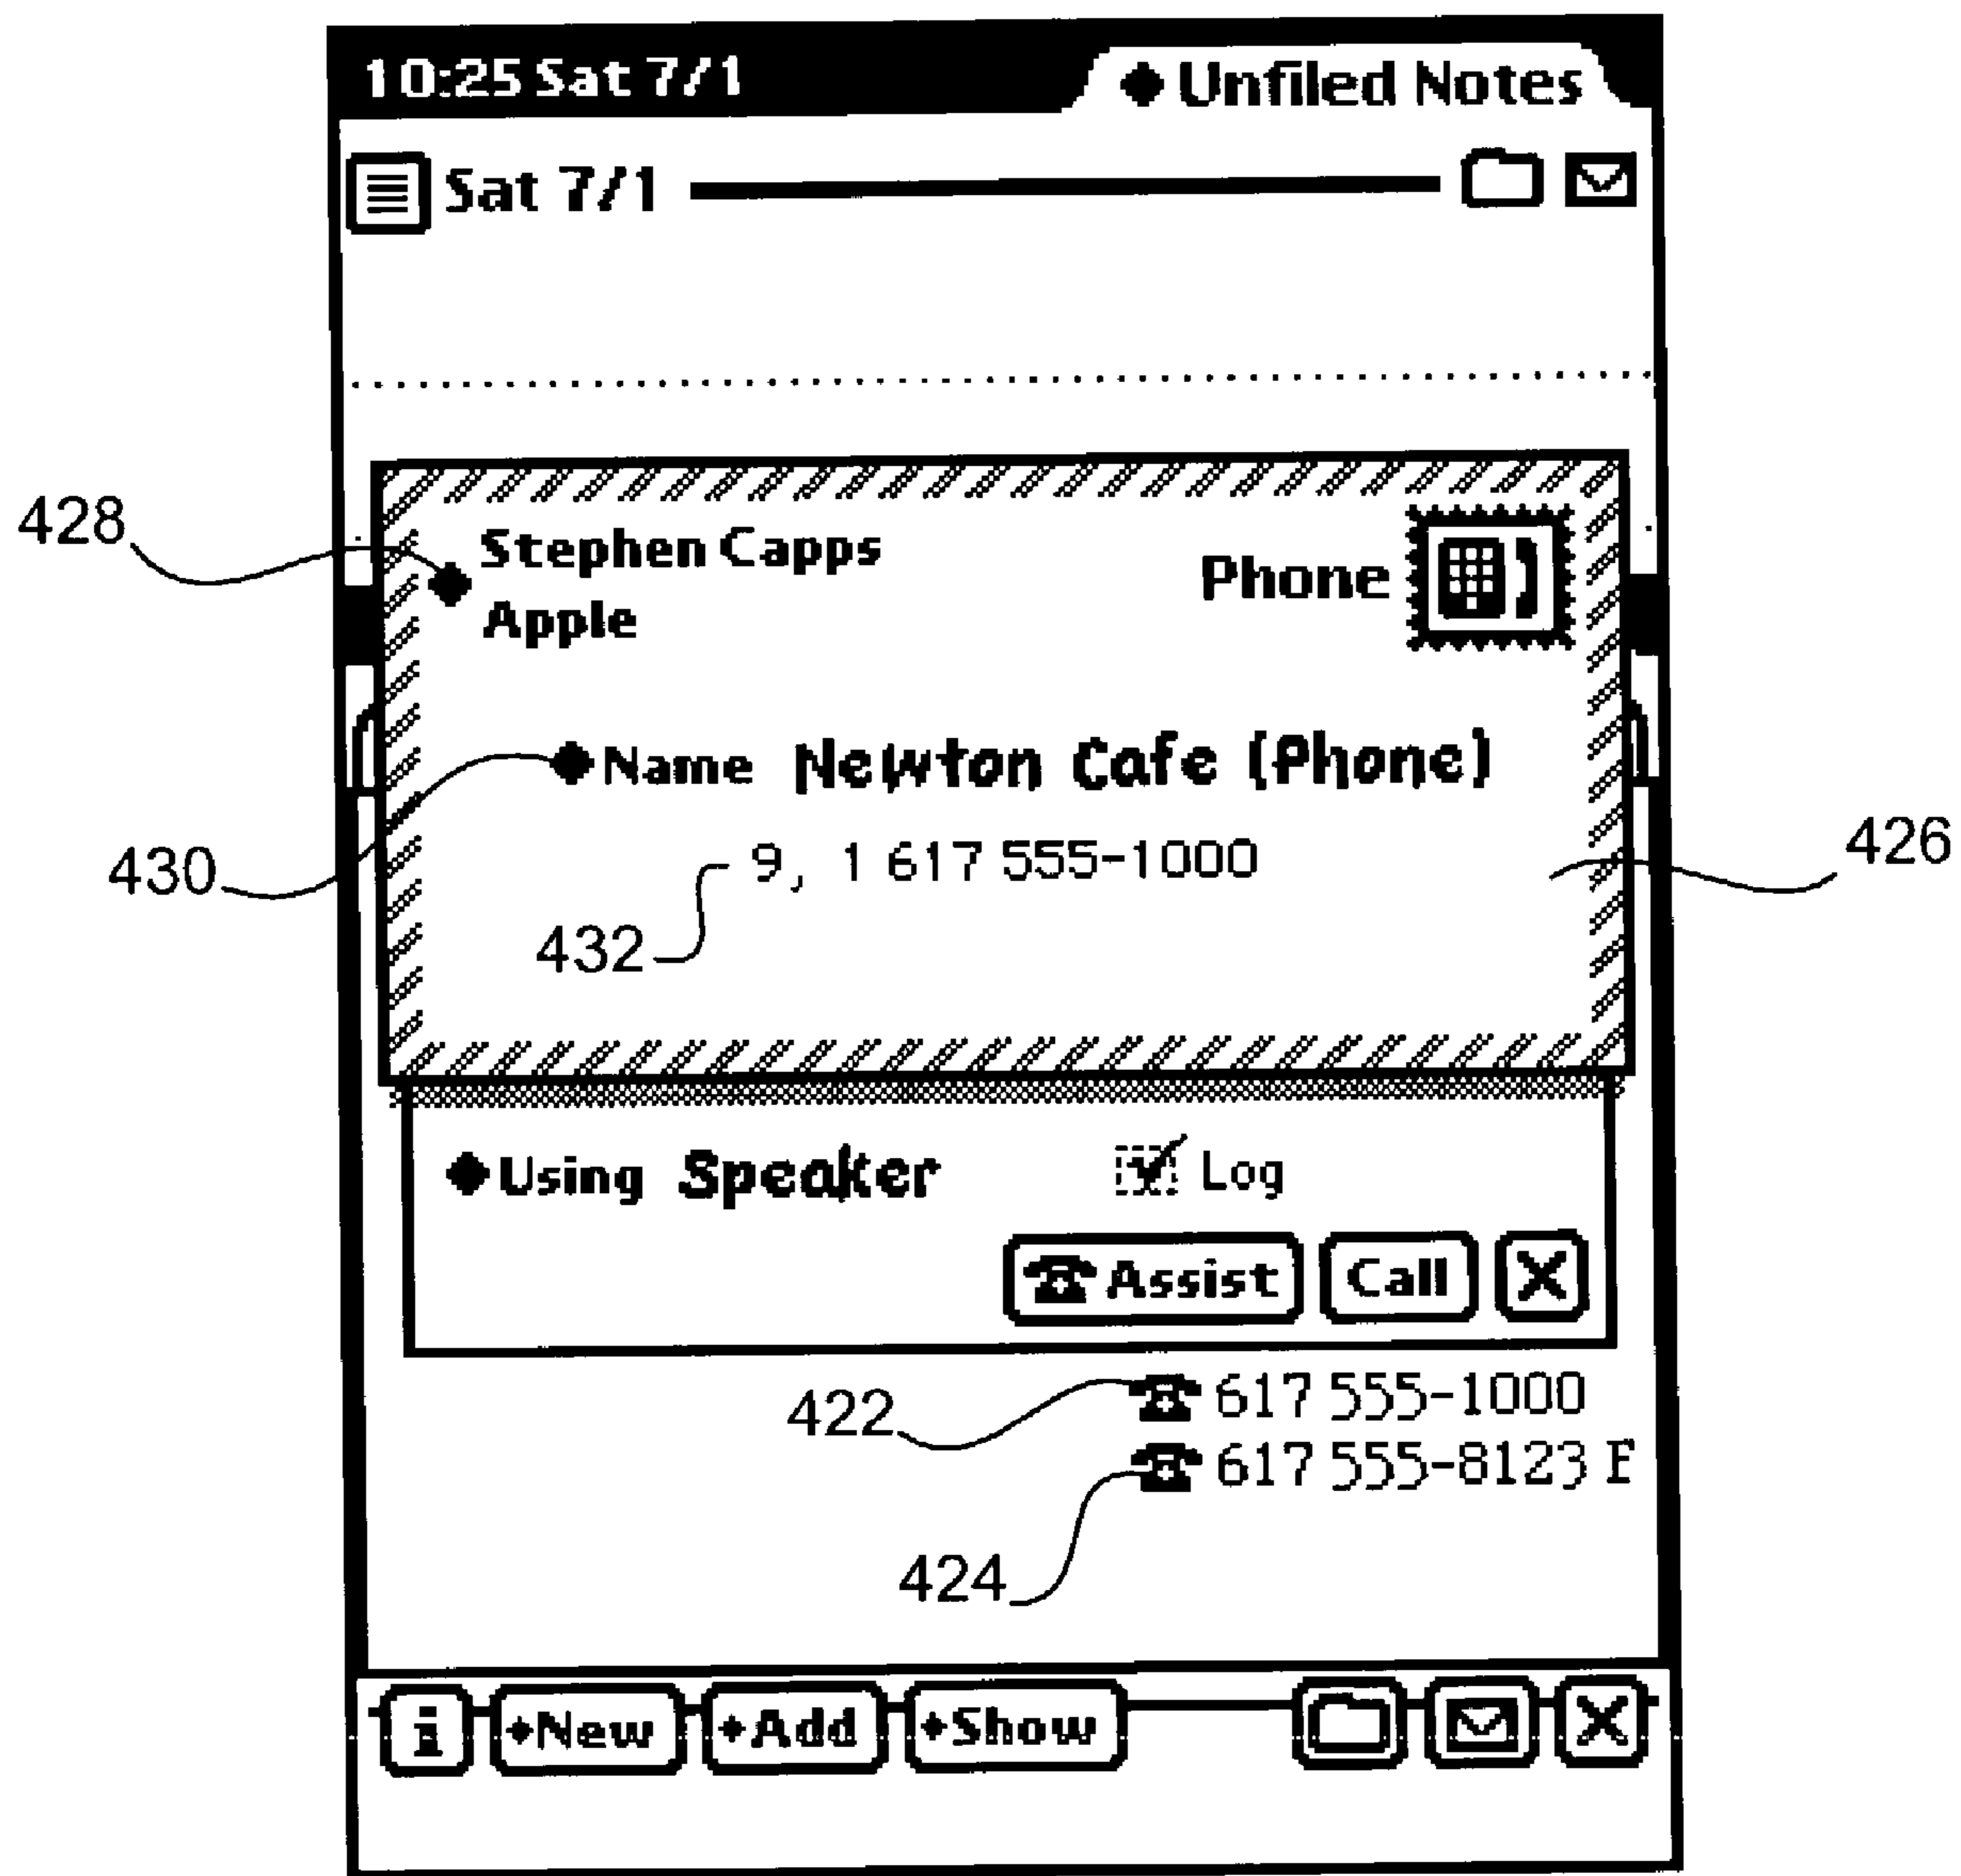 10:25 Sat 7/1
Unfiled Notes
Sat 7/1
428
Stephen Capps
Apple
Phone
Name Newton Cafe (Phone)
430
9, 1 617 555-1000
426
432
Using Speaker
Log
Assist
Call
422
617 555-1000
617 555-8123 F
424
i
New
Add
Show